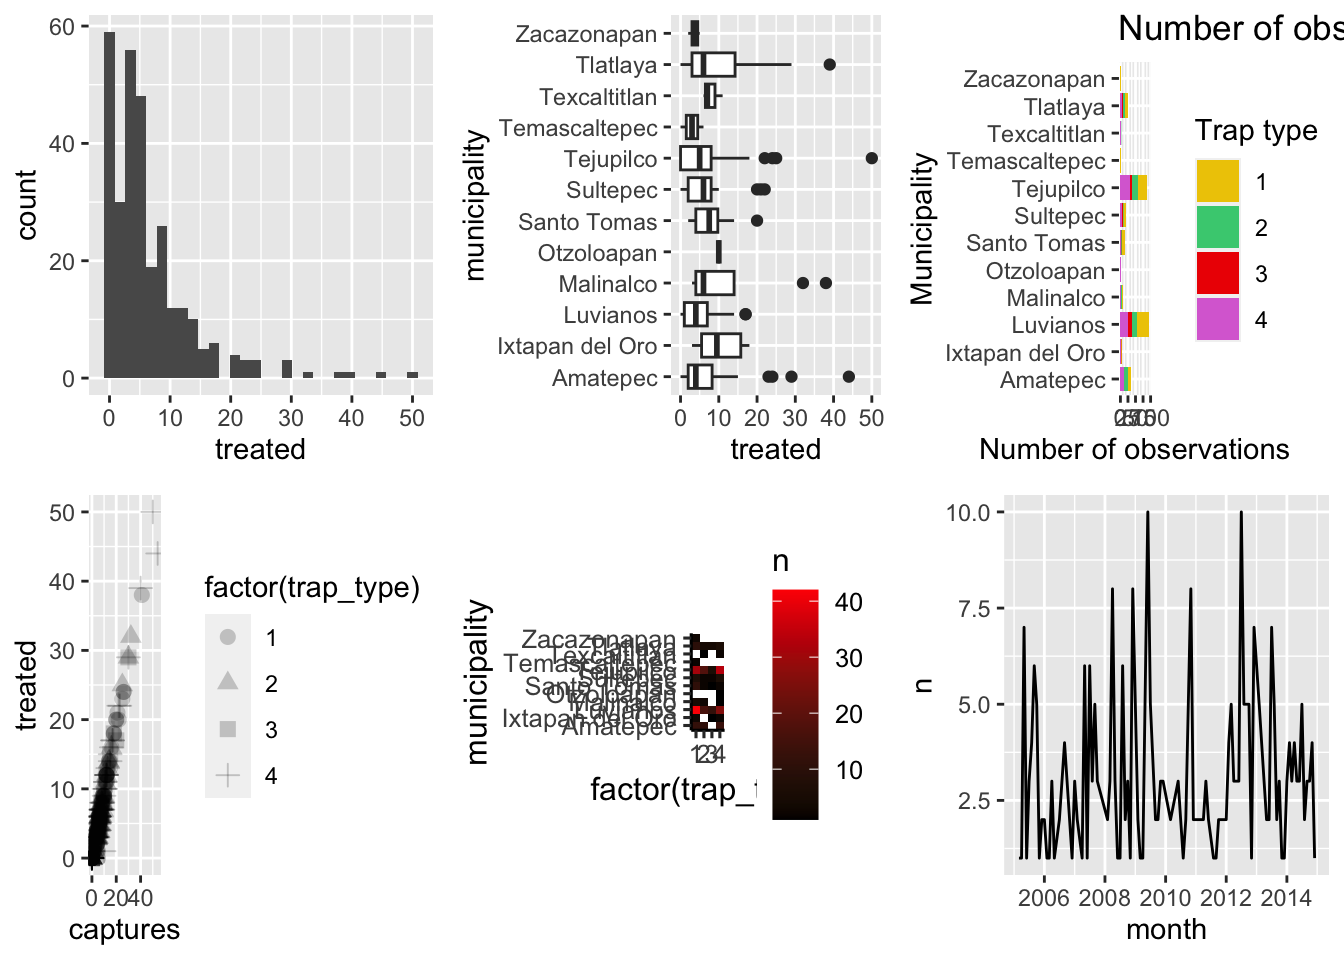 60
40
20
0
count
0 10 20 30 40 50
treated
municipality
Zacazonapan
Tlatlaya
Texcaltitlan
Temascaltepec
Tejupilco
Sultepec
Santo Tomas
Otzoloapan
Malinalco
Luvianos
Ixtapan del Oro
Amatepec
0 10 20 30 40 50
treated
Number of obs
Municipality
Zacazonapan
Tlatlaya
Texcaltitlan
Temascaltepec
Tejupilco
Sultepec
Santo Tomas
Otzoloapan
Malinalco
Luvianos
Ixtapan del Oro
Amatepec
Number of observations
Trap type
1
2
3
4
50
40
30
20
10
0
treated
0 20 40
captures
factor(trap_type)
1
2
3
4
municipality
Zacazonapan
Temascaltepec
Ixtapan del Oro
Amatepec
factor(trap_t
n
40
30
20
10
10.0
7.5
5.0
2.5
n
2006 2008 2010 2012 2014
month